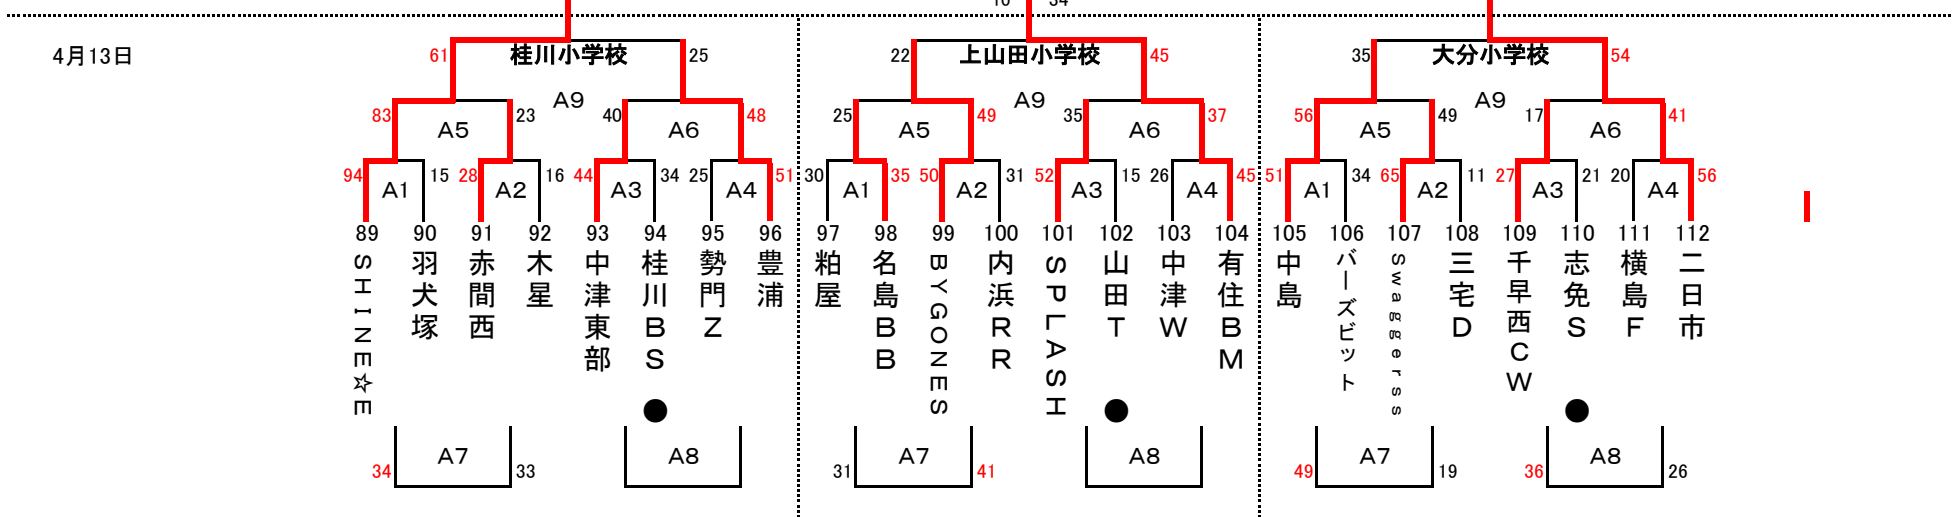 34
4月13日
61 桂川小学校 25 22 上山田小学校 45 35 大分小学校 54
A9 A9 A9
83 A5 23 40 A6 48 25 A5 49 35 A6 37 56 A5 49 17 A6 41
94 A1 15 28 A2 16 44 A3 34 25 A4 51 30 A1 35 50 A2 31 52 A3 15 26 A4 45 51 A1 34 65 A2 11 27 A3 21 20 A4 56
89 90 91 92 93 94 95 96 97 98 99 100 101 102 103 104 105 106 107 108 109 110 111 112
SHINE☆E
羽犬塚
赤間西
木星
中津東部
桂川BS
勢門Z
豊浦
粕屋
名島BB
BYGONES
内浜RR
SPLASH
山田T
中津W
有住BM
中島
バーズビット
Swaggerss
三宅D
千早西CW
志免S
横島F
二日市
● ● ●
34 A7 33 A8 31 A7 41 A8 49 A7 19 36 A8 26